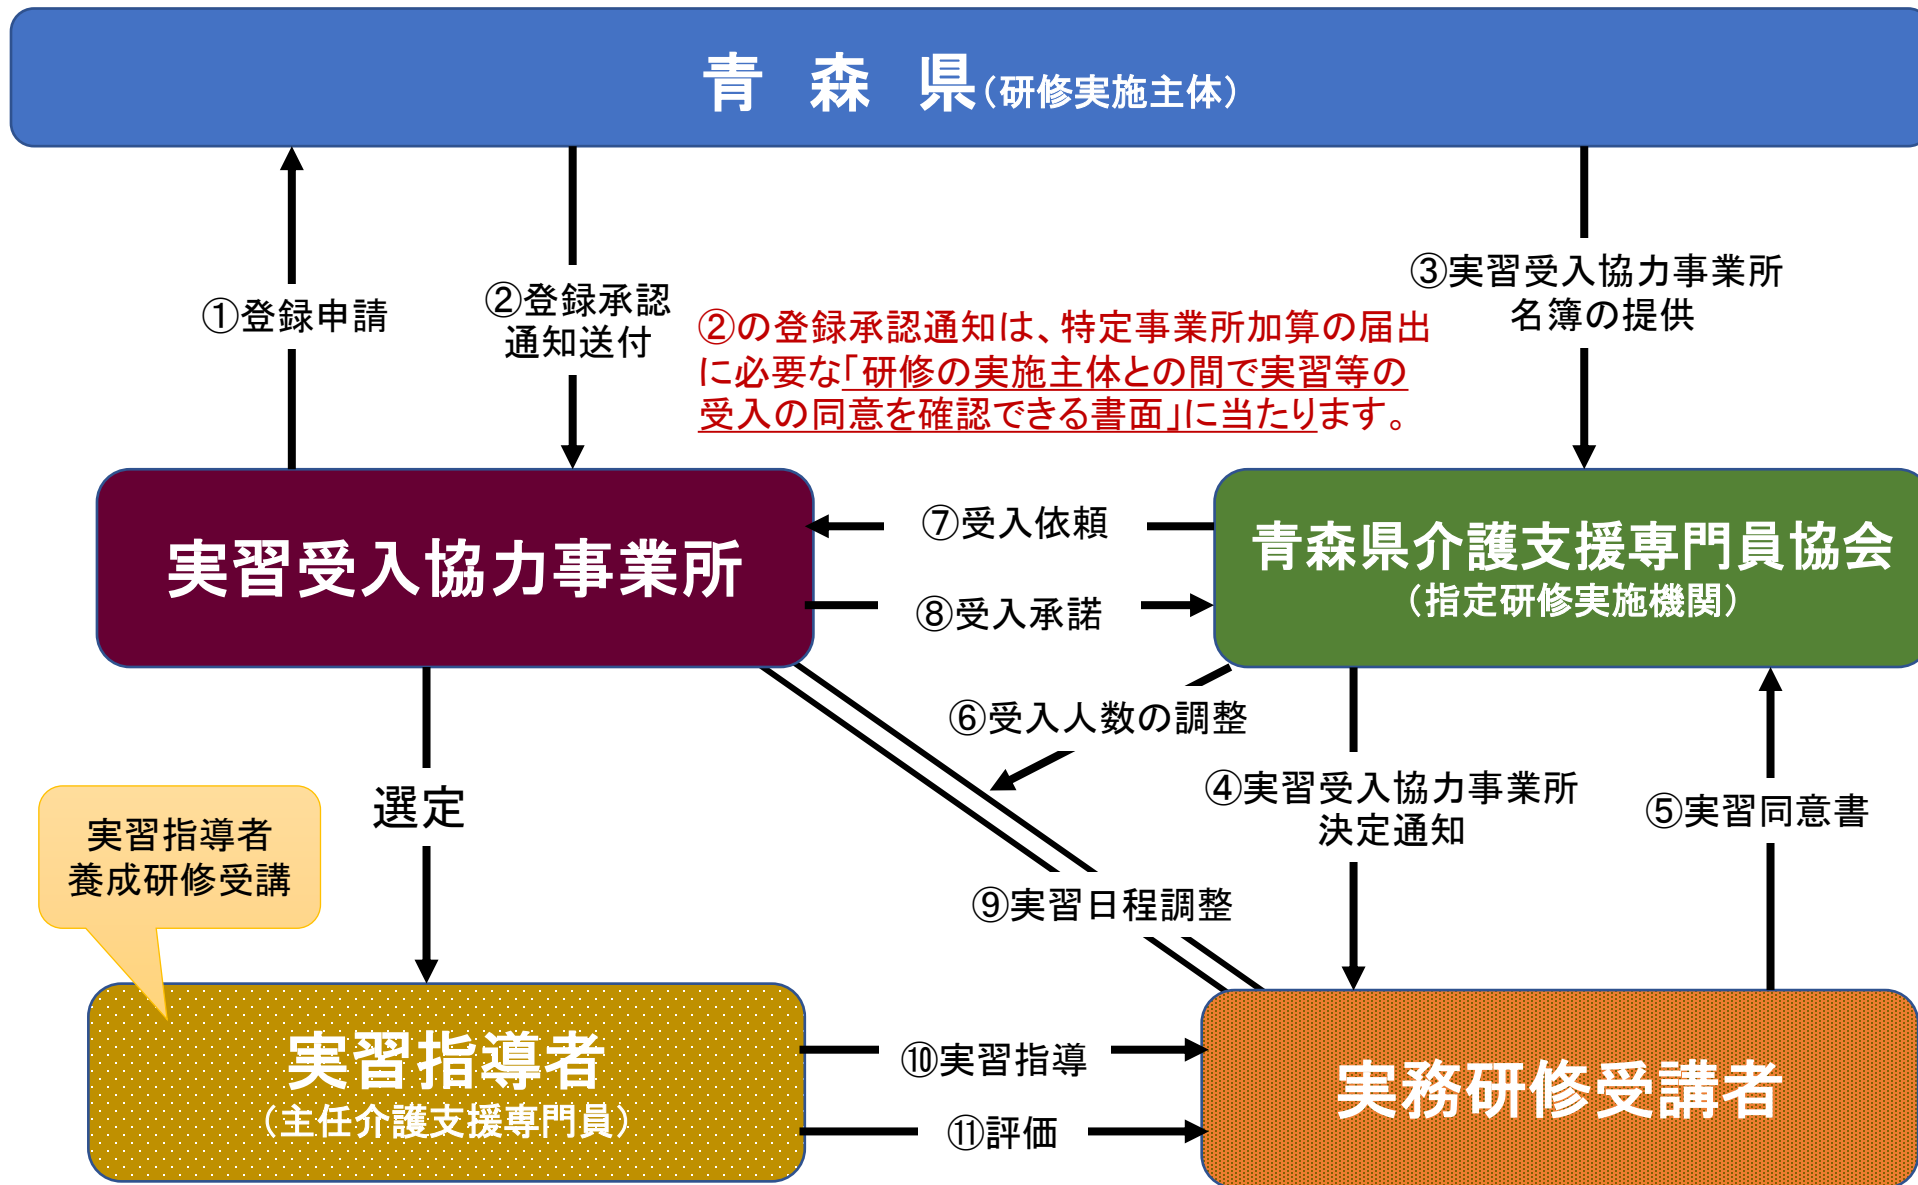 青　森　県（研修実施主体）
①登録申請
②登録承認
通知送付
③実習受入協力事業所
名簿の提供
②の登録承認通知は、特定事業所加算の届出
に必要な「研修の実施主体との間で実習等の
受入の同意を確認できる書面」に当たります。
実習受入協力事業所
⑦受入依頼
⑧受入承諾
青森県介護支援専門員協会
（指定研修実施機関）
⑥受入人数の調整
選定
④実習受入協力事業所
決定通知
⑤実習同意書
実習指導者
養成研修受講
⑨実習日程調整
実習指導者
（主任介護支援専門員）
⑩実習指導
⑪評価
実務研修受講者